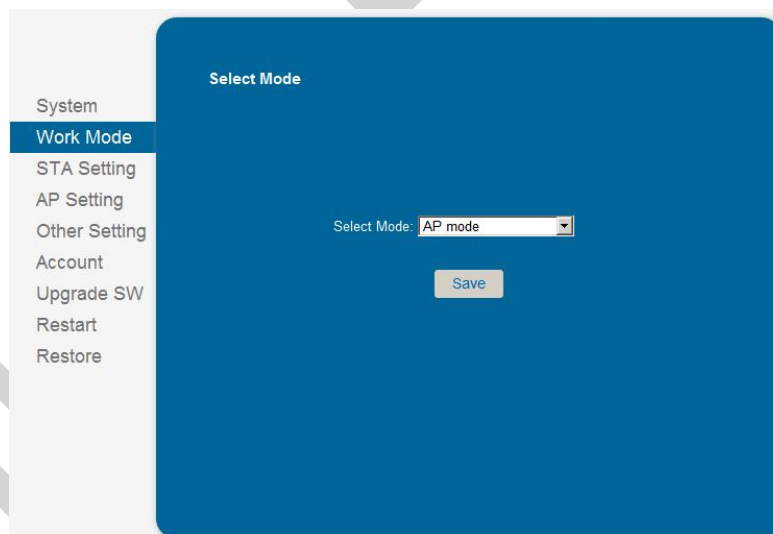 Select Mode
System
Work Mode
STA Setting
AP Setting
Other Setting
Account
Upgrade SW
Restart
Restore
Select Mode: AP mode
Save